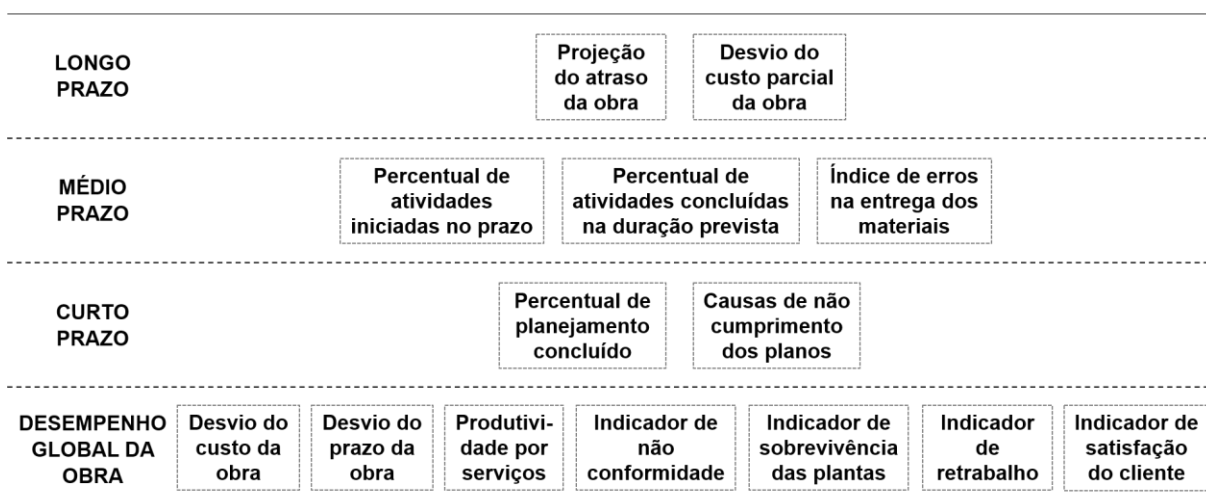 LONGO
PRAZO
Projeção
do atraso
da obra
Desvio do
custo parcial
da obra
MÉDIO
PRAZO
Percentual de
atividades
iniciadas no prazo
Percentual de
atividades concluídas
na duração prevista
Índice de erros
na entrega dos
materiais
CURTO
PRAZO
Percentual de
planejamento
concluído
Causas de não
cumprimento
dos planos
DESEMPENHO
GLOBAL DA
OBRA
Desvio do
custo da
obra
Desvio do
prazo da
obra
Produtivi-
dade por
serviços
Indicador de
não
conformidade
Indicador de
sobrevivência
das plantas
Indicador
de
retrabalho
Indicador de
satisfação
do cliente